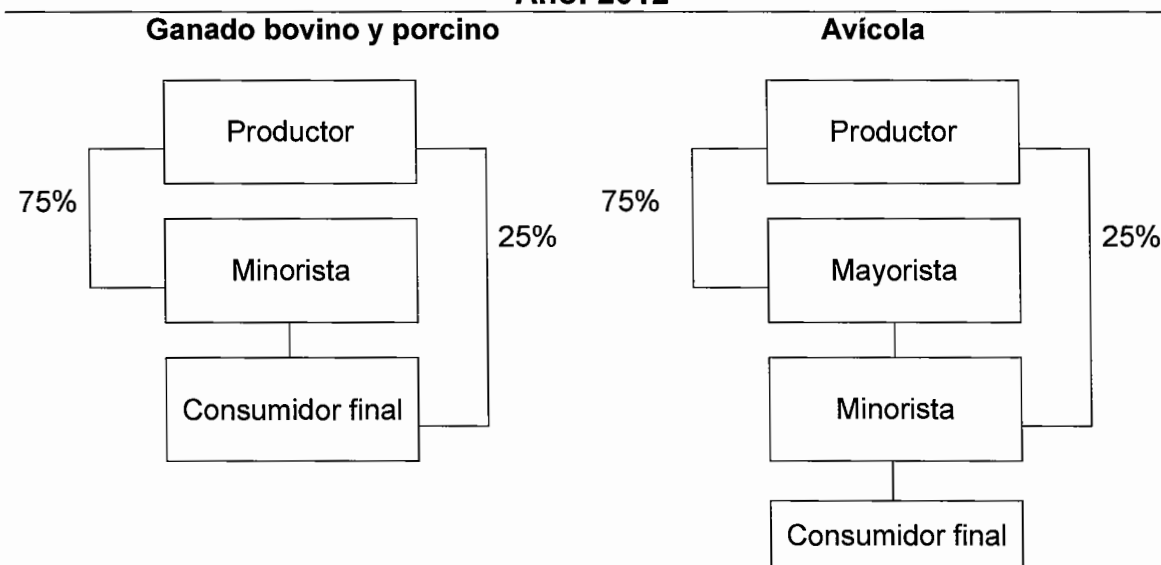 Ganado bovino y porcino
Productor
75%
25%
Minorista
Consumidor final
Avícola
Productor
75%
25%
Mayorista
Minorista
Consumidor final